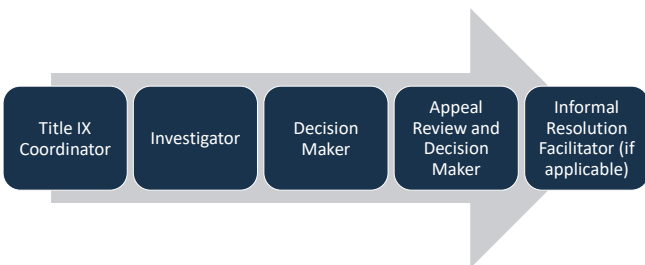 Title IX
Coordinator
Investigator
Decision
Maker
Appeal
Review and
Decision
Maker
Informal
Resolution
Facilitator (if
applicable)